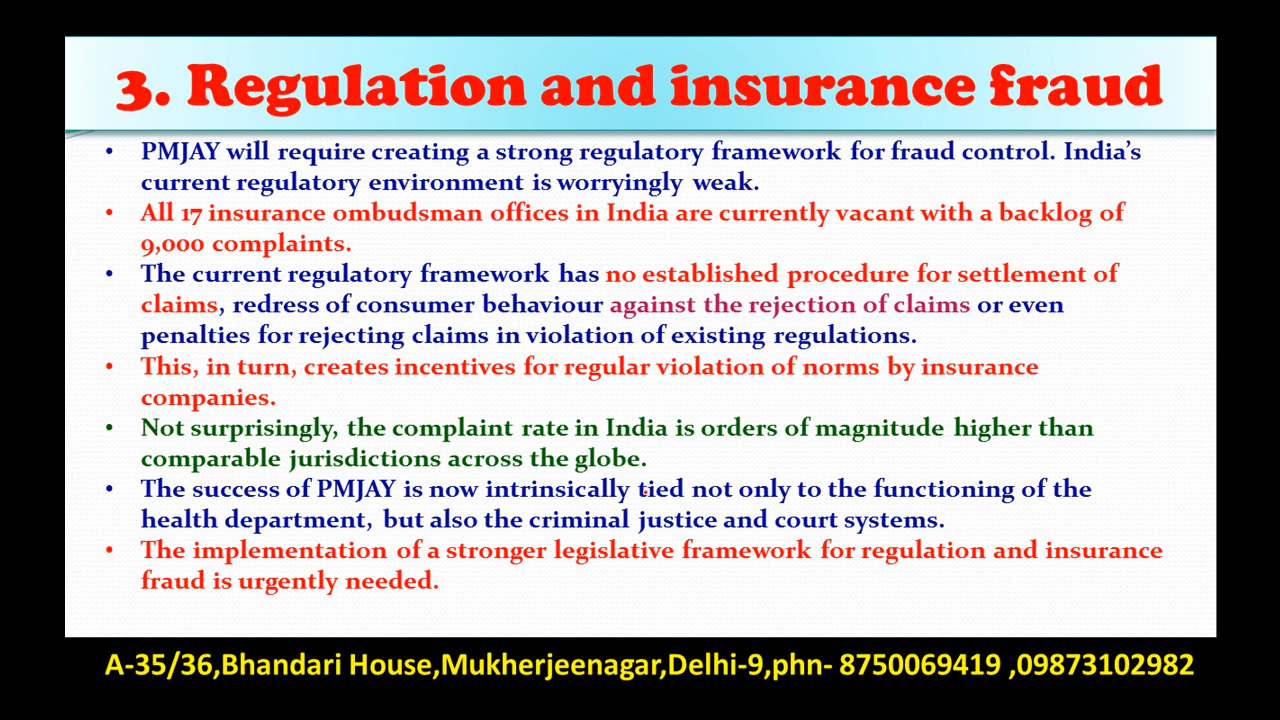 3. Regulation and insurance fraud
• PMJAY will require creating a strong regulatory framework for fraud control. India's
current regulatory environment is worryingly weak.
• All 17 insurance ombudsman offices in India are currently vacant with a backlog of
9,000 complaints.
• The current regulatory framework has no established procedure for settlement of
claims, redress of consumer behaviour against the rejection of claims or even
penalties for rejecting claims in violation of existing regulations.
• This, in turn, creates incentives for regular violation of norms by insurance
companies.
• Not surprisingly, the complaint rate in India is orders of magnitude higher than
comparable jurisdictions across the globe.
• The success of PMJAY is now intrinsically tied not only to the functioning of the
health department, but also the criminal justice and court systems.
• The implementation of a stronger legislative framework for regulation and insurance
fraud is urgently needed.
A-35/36,Bhandari House,Mukherjeenagar,Delhi-9,phn- 8750069419 ,09873102982